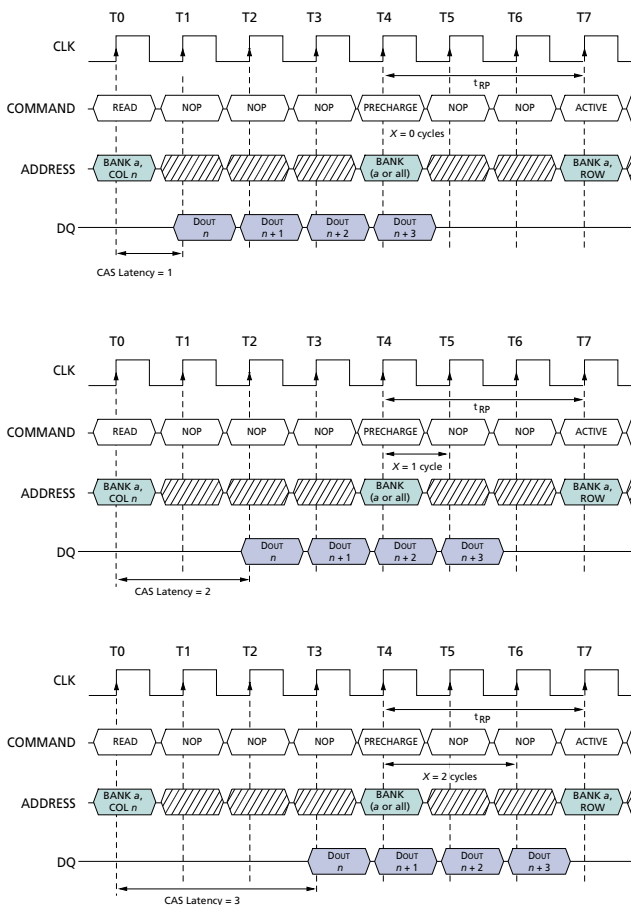 T0 T1 T2 T3 T4 T5 T6 T7
CLK
tRP
COMMAND READ NOP NOP NOP PRECHARGE NOP NOP ACTIVE
X = 0 cycles
ADDRESS BANK a, COL n BANK (a or all) BANK a, ROW
DQ DOUT n DOUT n + 1 DOUT n + 2 DOUT n + 3
CAS Latency = 1
T0 T1 T2 T3 T4 T5 T6 T7
CLK
tRP
COMMAND READ NOP NOP NOP PRECHARGE NOP NOP ACTIVE
X = 1 cycle
ADDRESS BANK a, COL n BANK (a or all) BANK a, ROW
DQ DOUT n DOUT n + 1 DOUT n + 2 DOUT n + 3
CAS Latency = 2
T0 T1 T2 T3 T4 T5 T6 T7
CLK
tRP
COMMAND READ NOP NOP NOP PRECHARGE NOP NOP ACTIVE
X = 2 cycles
ADDRESS BANK a, COL n BANK (a or all) BANK a, ROW
DQ DOUT n DOUT n + 1 DOUT n + 2 DOUT n + 3
CAS Latency = 3